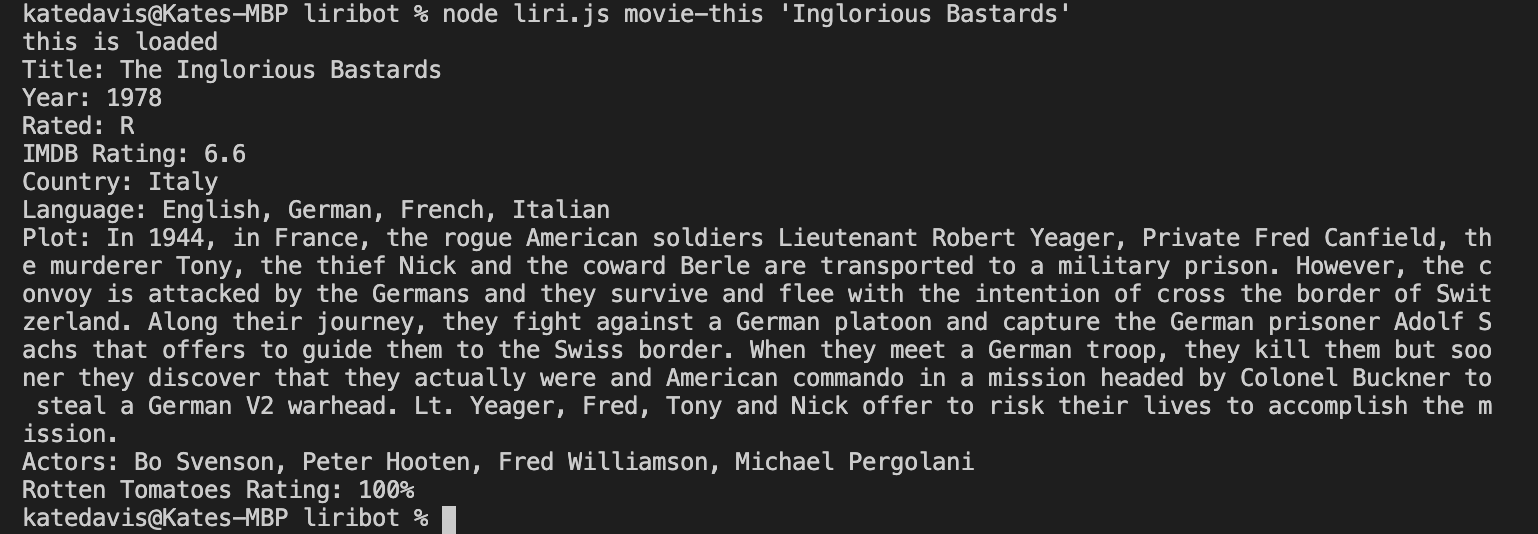 katedavis@Kates-MBP liribot % node liri.js movie-this 'Inglorious Bastards'
this is loaded
Title: The Inglorious Bastards
Year: 1978
Rated: R
IMDB Rating: 6.6
Country: Italy
Language: English, German, French, Italian
Plot: In 1944, in France, the rogue American soldiers Lieutenant Robert Yeager, Private Fred Canfield, th
e murderer Tony, the thief Nick and the coward Berle are transported to a military prison. However, the c
onvoy is attacked by the Germans and they survive and flee with the intention of cross the border of Swit
zerland. Along their journey, they fight against a German platoon and capture the German prisoner Adolf S
achs that offers to guide them to the Swiss border. When they meet a German troop, they kill them but soo
ner they discover that they actually were and American commando in a mission headed by Colonel Buckner to
 steal a German V2 warhead. Lt. Yeager, Fred, Tony and Nick offer to risk their lives to accomplish the m
ission.
Actors: Bo Svenson, Peter Hooten, Fred Williamson, Michael Pergolani
Rotten Tomatoes Rating: 100%
katedavis@Kates-MBP liribot %